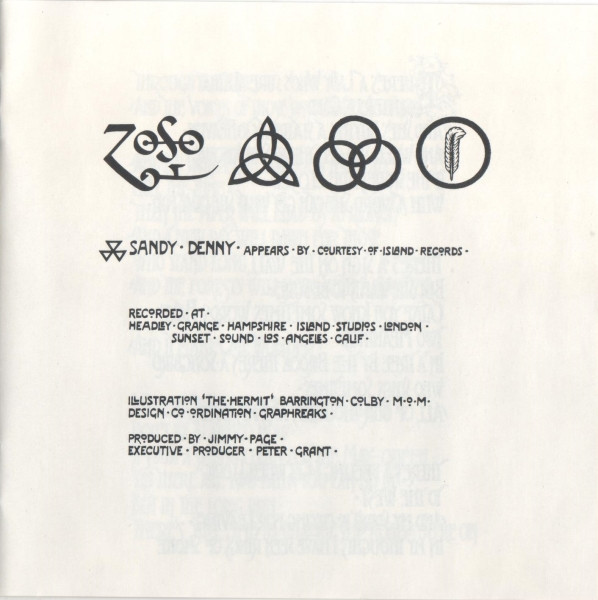 ZOSO
SANDY · DENNY · APPEARS · BY · COURTESY · OF · ISLAND · RECORDS ·
RECORDED · AT ·
HEADLEY · GRANGE · HAMPSHIRE · ISLAND · STUDIOS · LONDON ·
SUNSET · SOUND · LOS · ANGELES · CALIF ·
ILLUSTRATION 'THE · HERMIT' BARRINGTON · COLBY · M · O · M ·
DESIGN · CO · ORDINATION · GRAPHREAKS ·
PRODUCED · BY · JIMMY · PAGE ·
EXECUTIVE · PRODUCER · PETER · GRANT ·